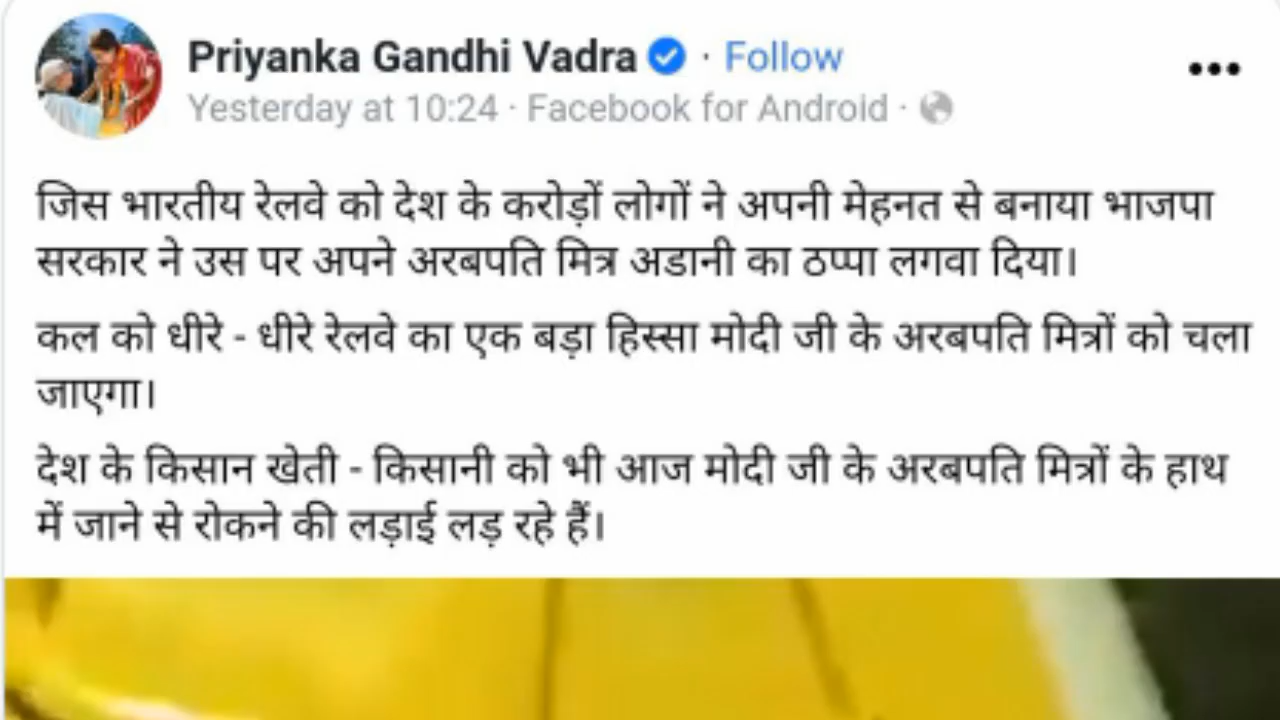 Priyanka Gandhi Vadra · Follow
Yesterday at 10:24 · Facebook for Android ·
जिस भारतीय रेलवे को देश के करोड़ों लोगों ने अपनी मेहनत से बनाया भाजपा
सरकार ने उस पर अपने अरबपति मित्र अडानी का ठप्पा लगवा दिया।
कल को धीरे - धीरे रेलवे का एक बड़ा हिस्सा मोदी जी के अरबपति मित्रों को चला
जाएगा।
देश के किसान खेती - किसानी को भी आज मोदी जी के अरबपति मित्रों के हाथ
में जाने से रोकने की लड़ाई लड़ रहे हैं।